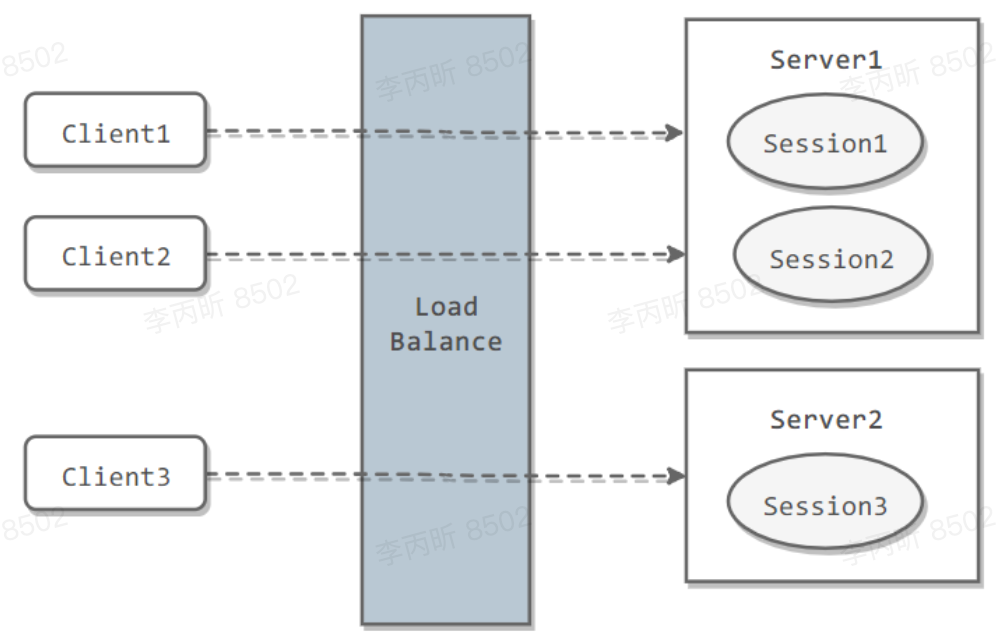 Server1
Client1
Session1
Client2
Session2
Load
Balance
Server2
Client3
Session3
8502
李丙昕 8502
李丙昕 8502
李丙昕 8502
李丙昕 8502
8502
李丙昕 8502
李丙昕 8502